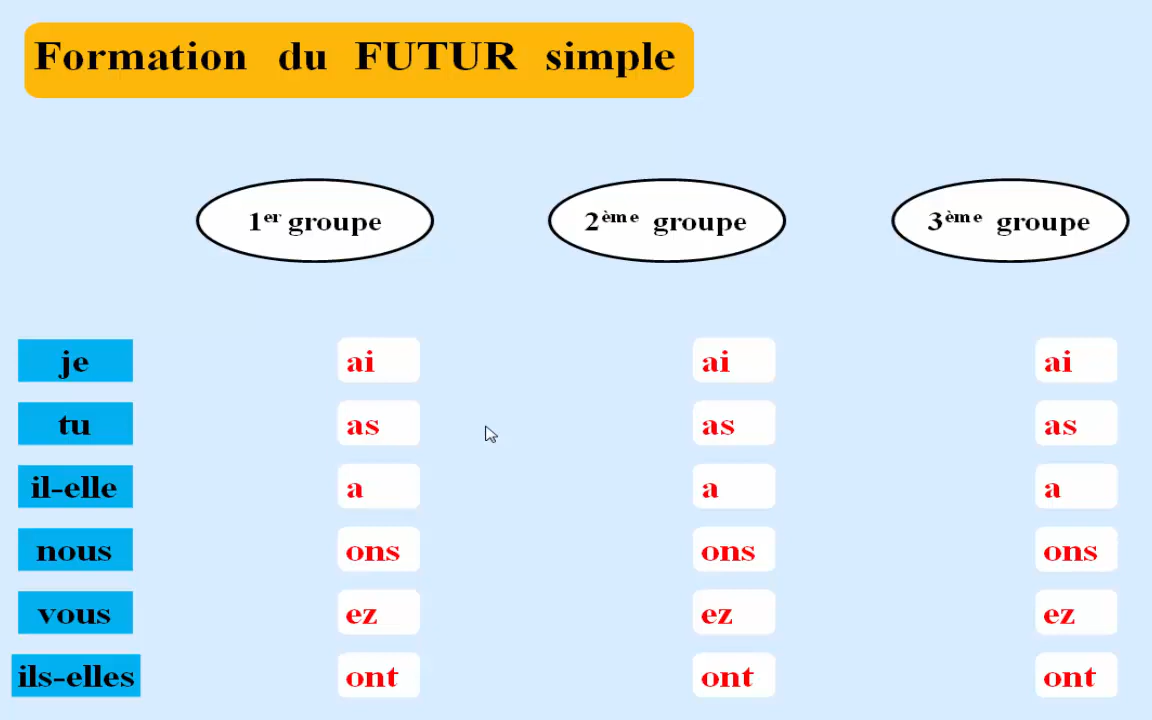 Formation du FUTUR simple
1er groupe 2ème groupe 3ème groupe
je ai ai ai
tu as as as
il-elle a a a
nous ons ons ons
vous ez ez ez
ils-elles ont ont ont